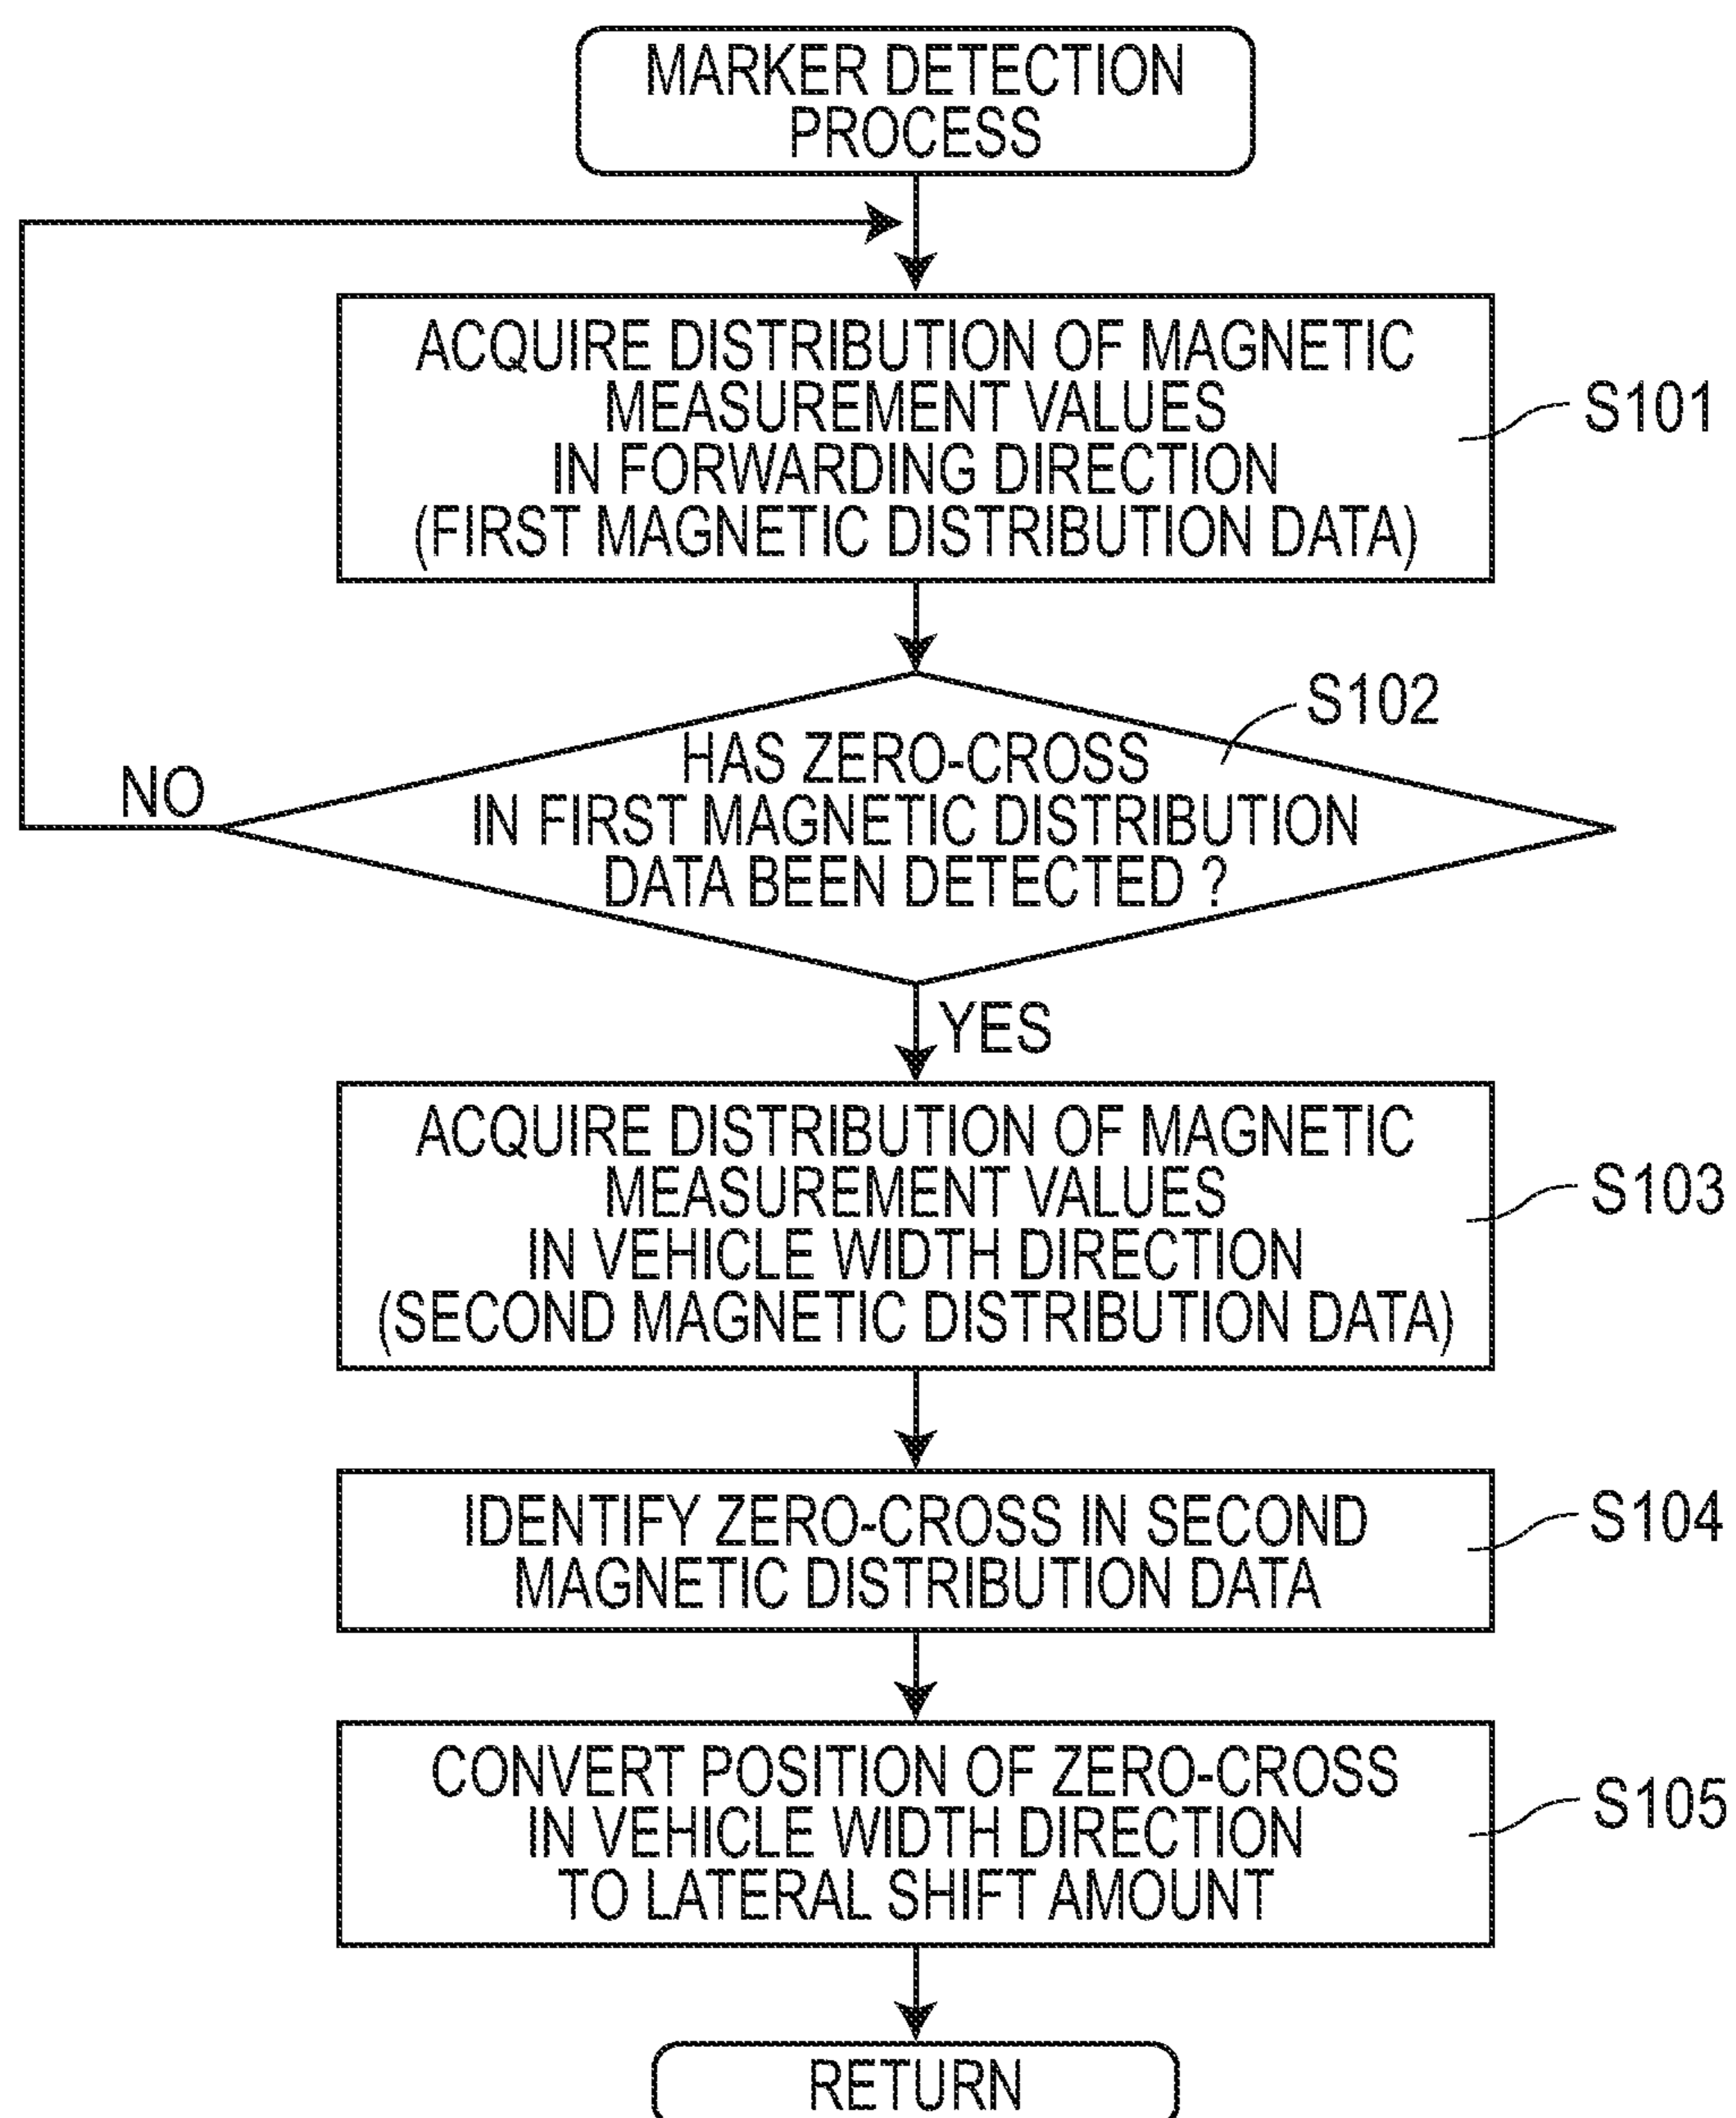 MARKER DETECTION
PROCESS
ACQUIRE DISTRIBUTION OF MAGNETIC
MEASUREMENT VALUES
IN FORWARDING DIRECTION
(FIRST MAGNETIC DISTRIBUTION DATA)
S101
S102
HAS ZERO-CROSS
IN FIRST MAGNETIC DISTRIBUTION
DATA BEEN DETECTED ?
NO
YES
ACQUIRE DISTRIBUTION OF MAGNETIC
MEASUREMENT VALUES
IN VEHICLE WIDTH DIRECTION
(SECOND MAGNETIC DISTRIBUTION DATA)
S103
IDENTIFY ZERO-CROSS IN SECOND
MAGNETIC DISTRIBUTION DATA
S104
CONVERT POSITION OF ZERO-CROSS
IN VEHICLE WIDTH DIRECTION
TO LATERAL SHIFT AMOUNT
S105
RETURN